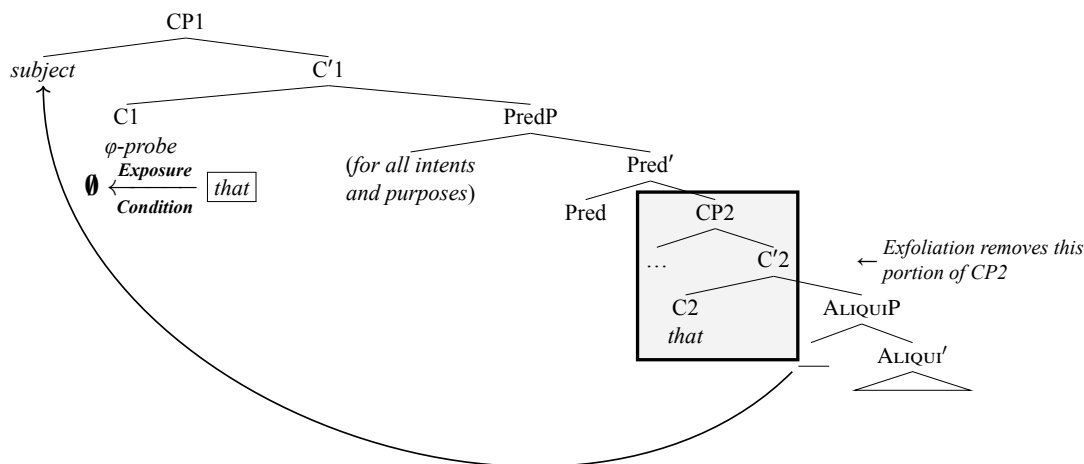 CP1
subject
C′1
C1
PredP
φ-probe
(for all intents
and purposes)
Pred′
Exposure
∅ ← that
Condition
Pred
CP2
…
C′2
← Exfoliation removes this
portion of CP2
C2
that
ALIQUIP
ALIQUI′